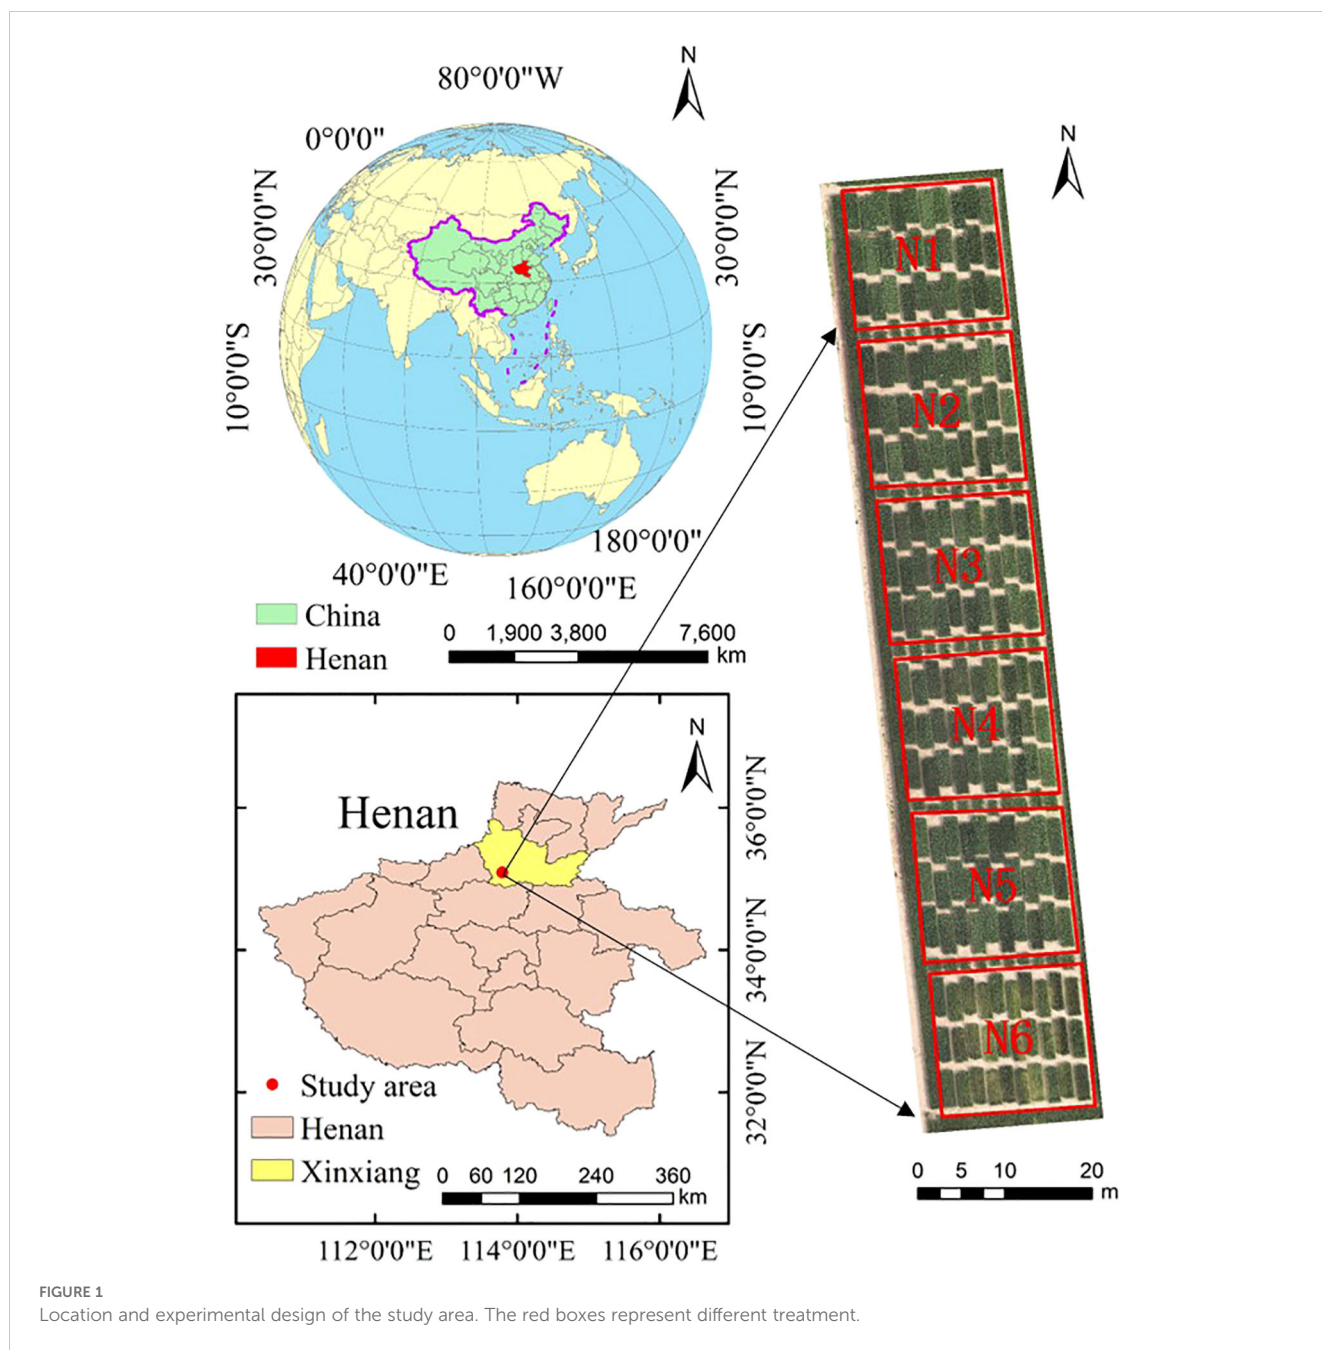 N
80°0'0"W
0°0'0"
30°0'0"N
30°0'0"N
10°0'0"S
10°0'0"S
180°0'0"
40°0'0"E
160°0'0"E
China
Henan
0 1,900 3,800 7,600
km
N
Henan
36°0'0"N
34°0'0"N
32°0'0"N
Study area
Henan
Xinxiang
0 60 120 240 360
km
112°0'0"E 114°0'0"E 116°0'0"E
N
N1
N2
N3
N4
N5
N6
0 5 10 20
m
FIGURE 1
Location and experimental design of the study area. The red boxes represent different treatment.